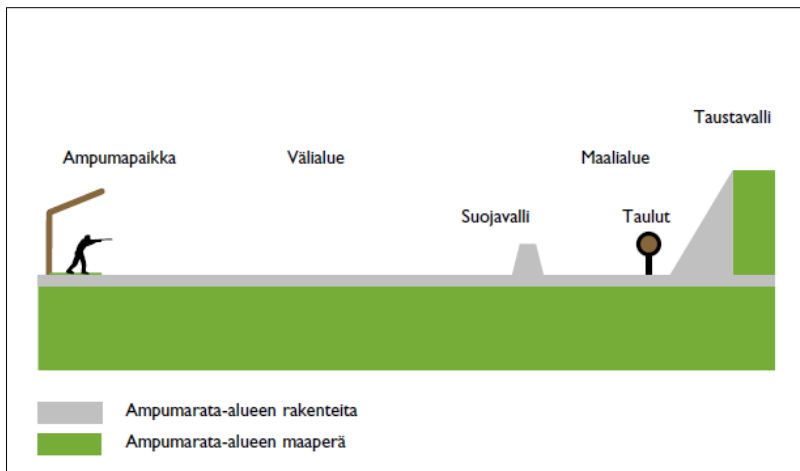 Taustavalli
Ampumapaikka
Välialue
Maalialue
Suojavalli
Taulut
Ampumarata-alueen rakenteita
Ampumarata-alueen maaperä